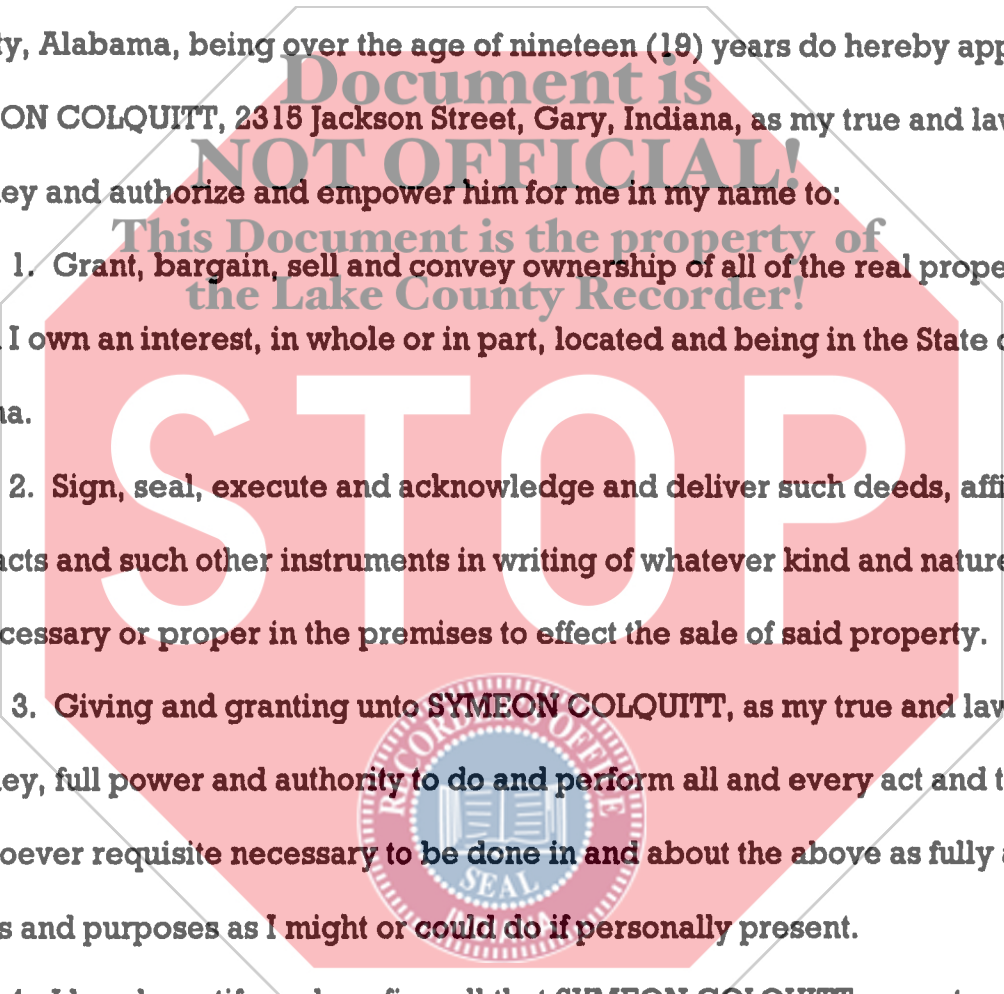 ty, Alabama, being over the age of nineteen (19) years do hereby app
Document is
ON COLQUITT, 2315 Jackson Street, Gary, Indiana, as my true and law
NOT OFFICIAL!
ey and authorize and empower him for me in my name to:
This Document is the property of
1. Grant, bargain, sell and convey ownership of all of the real prope
the Lake County Recorder!
I own an interest, in whole or in part, located and being in the State o
na.
STOP
2. Sign, seal, execute and acknowledge and deliver such deeds, affi
acts and such other instruments in writing of whatever kind and nature
cessary or proper in the premises to effect the sale of said property.
3. Giving and granting unto SYMEON COLQUITT, as my true and law
RECORDER'S OFFICE
ey, full power and authority to do and perform all and every act and t
oever requisite necessary to be done in and about the above as fully a
SEAL
INDIANA
s and purposes as I might or could do if personally present.